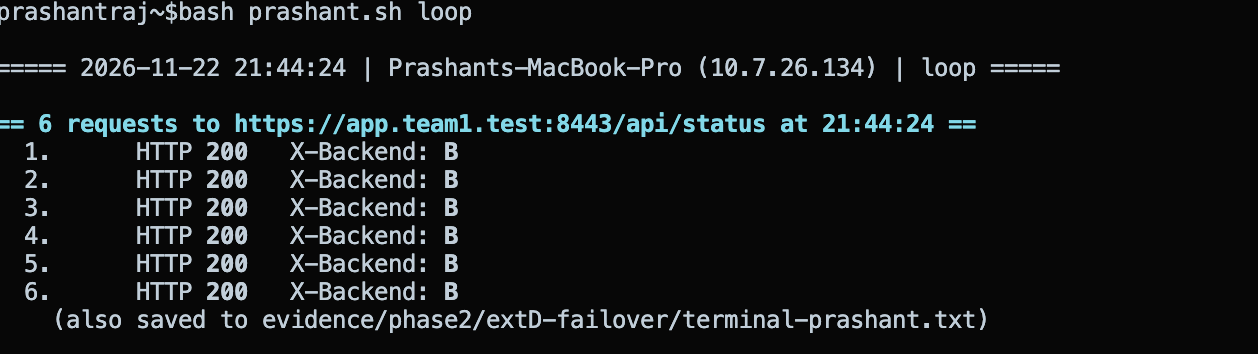 prashantraj~$bash prashant.sh loop
===== 2026-11-22 21:44:24 | Prashants-MacBook-Pro (10.7.26.134) | loop =====
== 6 requests to https://app.team1.test:8443/api/status at 21:44:24 ==
1. HTTP 200 X-Backend: B
2. HTTP 200 X-Backend: B
3. HTTP 200 X-Backend: B
4. HTTP 200 X-Backend: B
5. HTTP 200 X-Backend: B
6. HTTP 200 X-Backend: B
(also saved to evidence/phase2/extD-failover/terminal-prashant.txt)